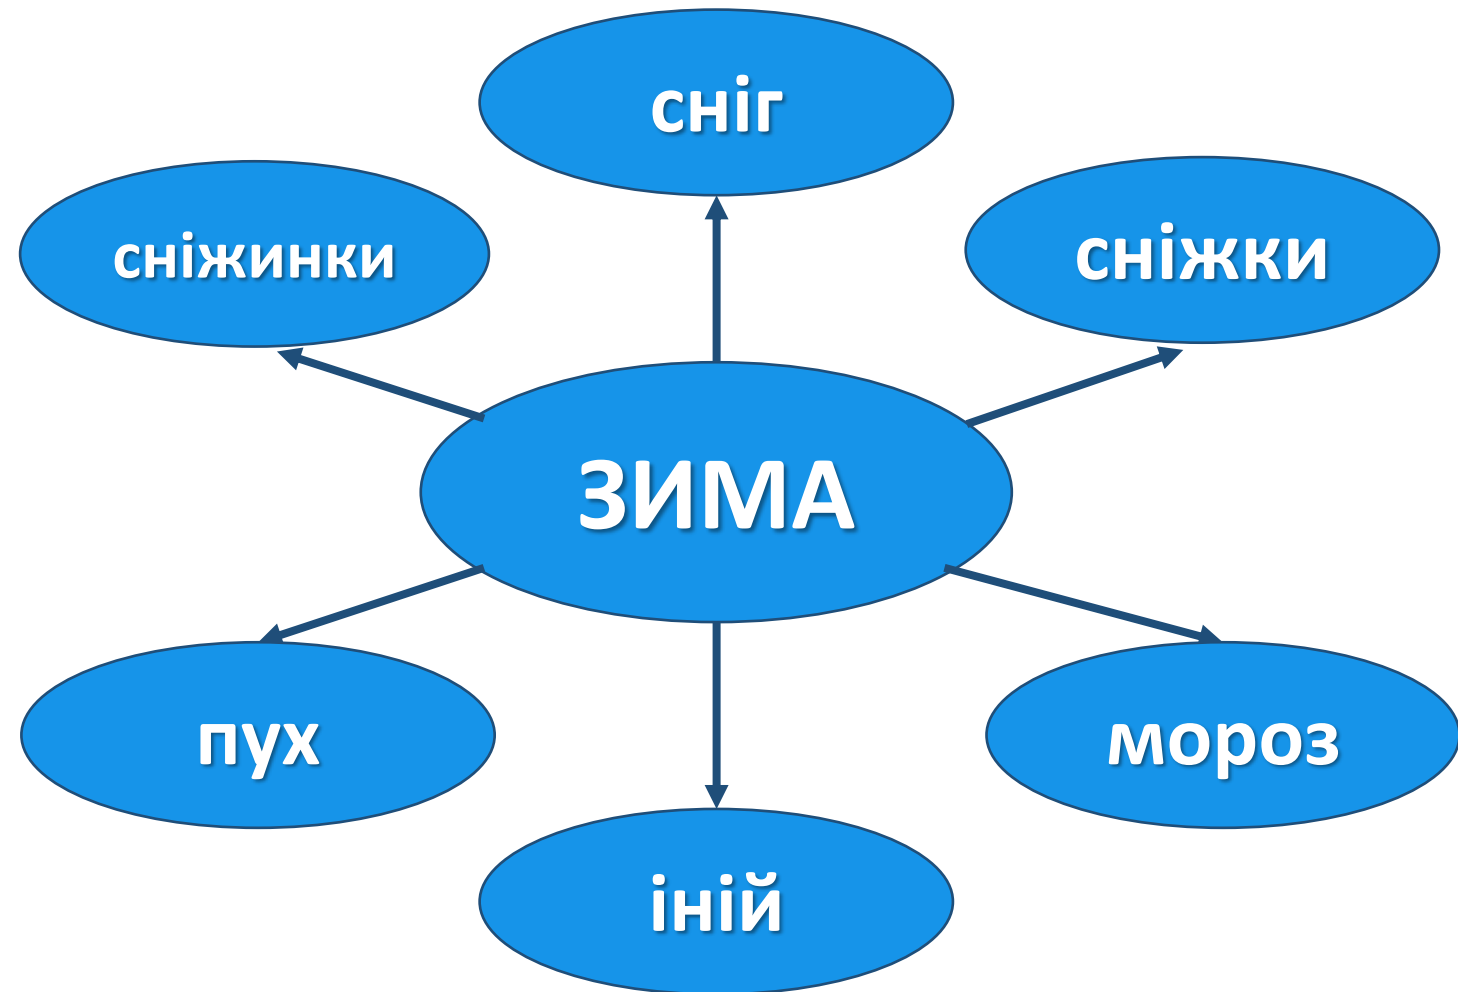 сніг
сніжинки
сніжки
ЗИМА
пух
мороз
іній